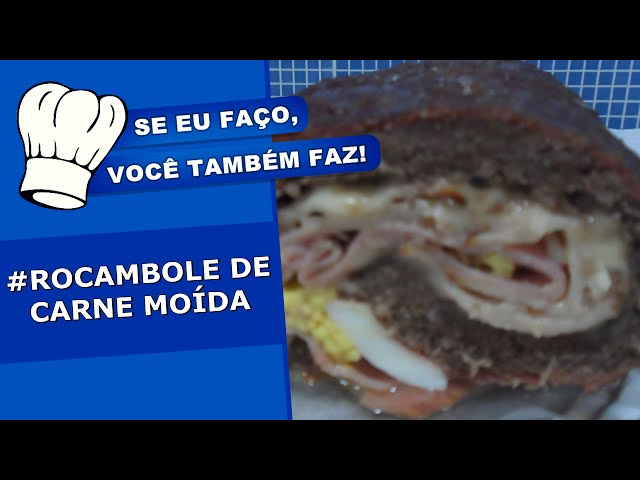 SE EU FAÇO,
VOCÊ TAMBÉM FAZ!
#ROCAMBOLE DE
CARNE MOÍDA